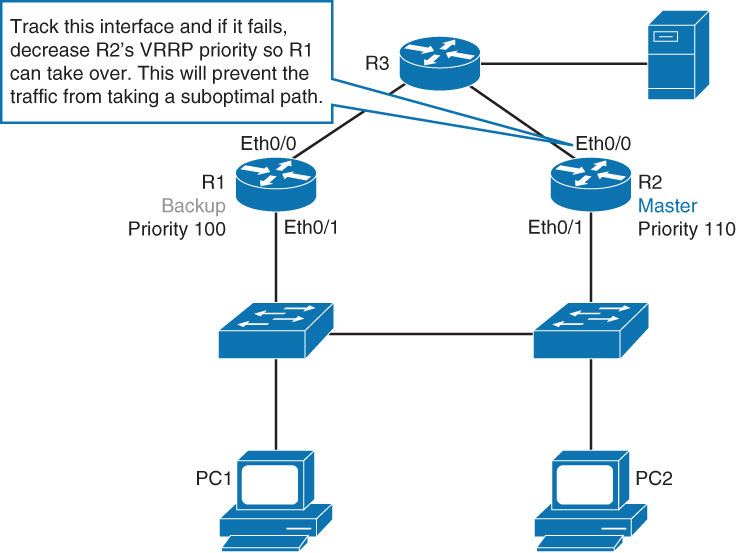 Track this interface and if it fails,
decrease R2's VRRP priority so R1
can take over. This will prevent the
traffic from taking a suboptimal path.
R3
Eth0/0
Eth0/0
R1
Backup
Priority 100
Eth0/1
Eth0/1
R2
Master
Priority 110
PC1
PC2